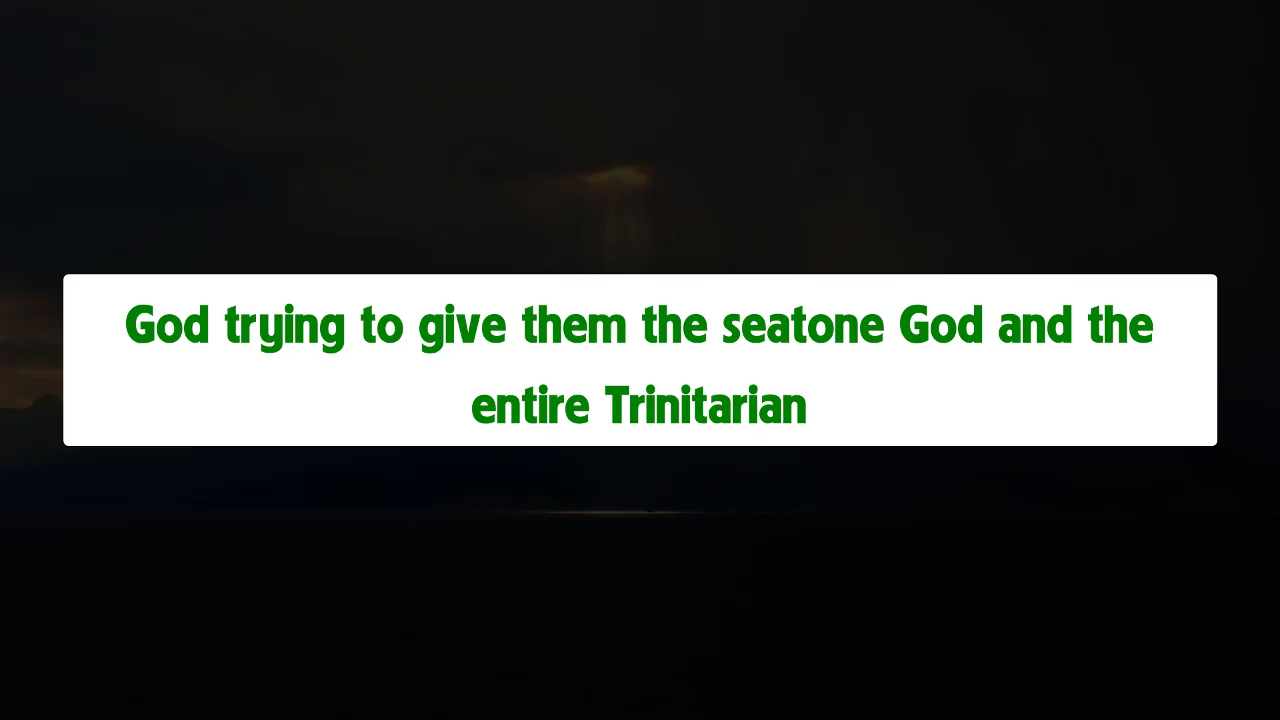 God trying to give them the seatone God and the
entire Trinitarian